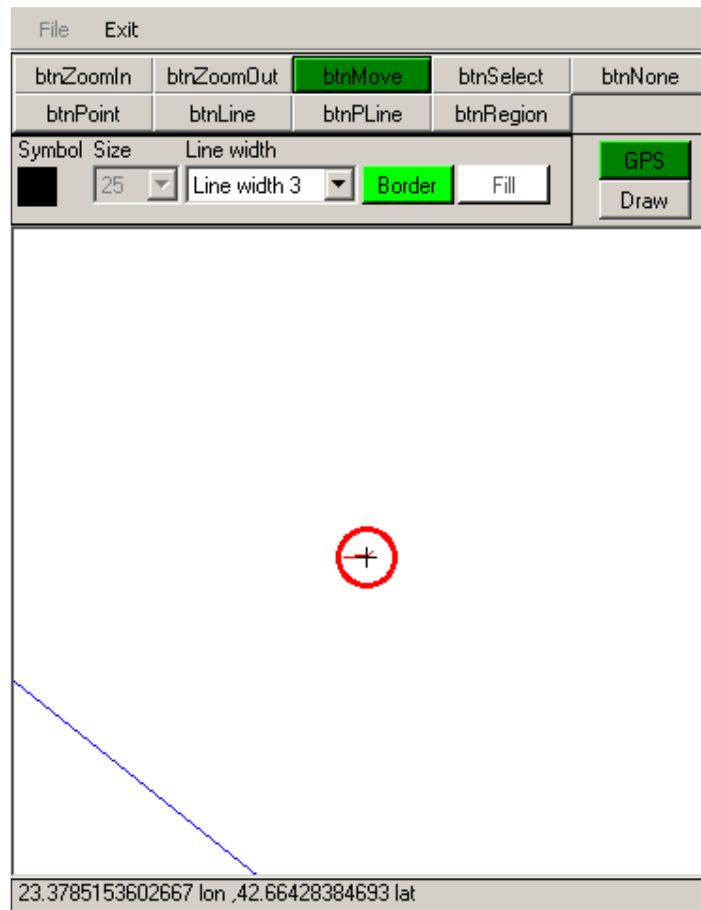 File Exit
btnZoomIn btnZoomOut btnMove btnSelect btnNone
btnPoint btnLine btnPLine btnRegion
Symbol Size Line width
GPS
25 Line width 3 Border Fill
Draw
23.3785153602667 lon ,42.66428384693 lat